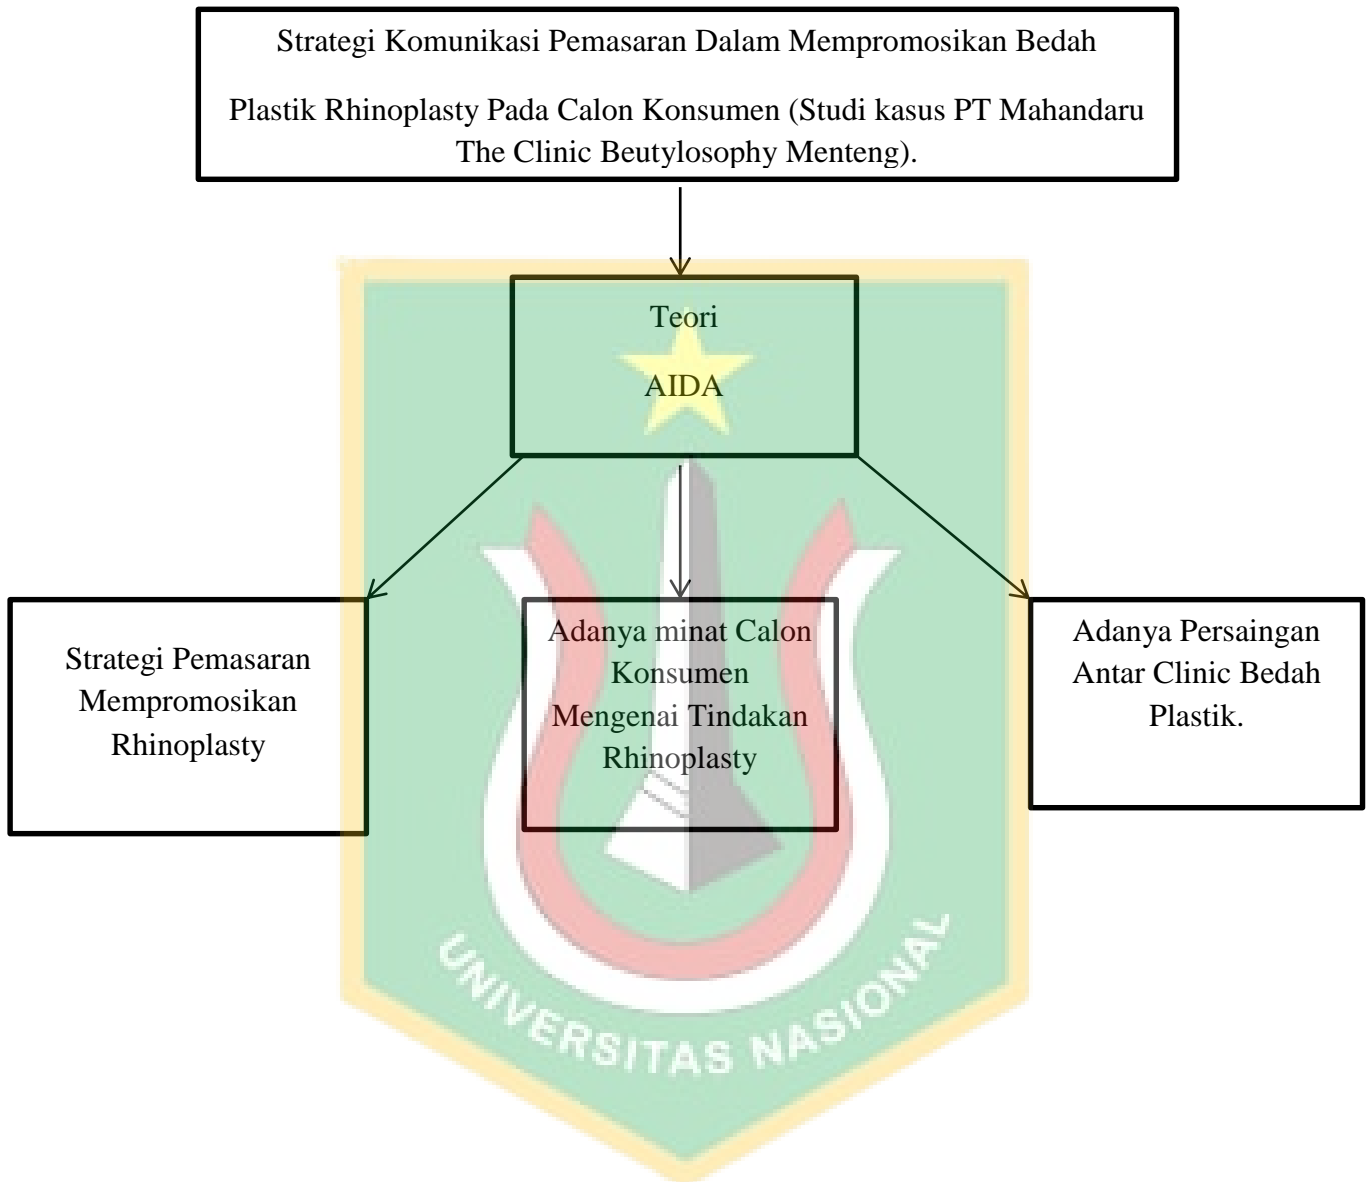 Strategi Komunikasi Pemasaran Dalam Mempromosikan Bedah
Plastik Rhinoplasty Pada Calon Konsumen (Studi kasus PT Mahandaru
The Clinic Beutylosophy Menteng).
Teori
AIDA
Strategi Pemasaran
Mempromosikan
Rhinoplasty
Adanya minat Calon
Konsumen
Mengenai Tindakan
Rhinoplasty
Adanya Persaingan
Antar Clinic Bedah
Plastik.
UNIVERSITAS NASIONAL